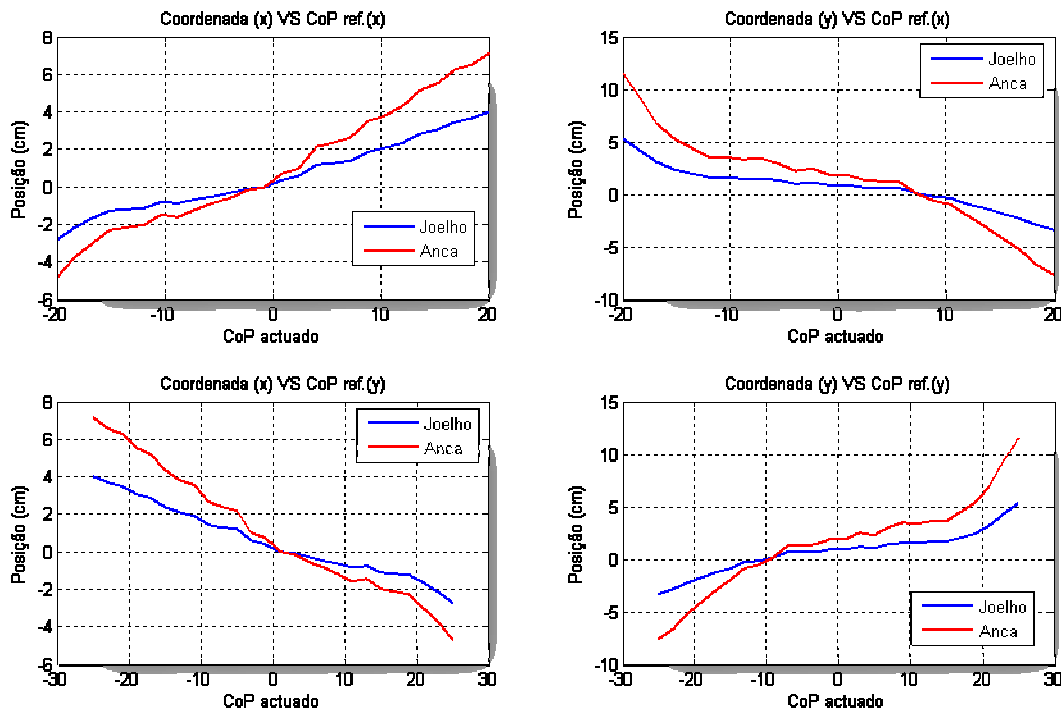 Coordenada (x) VS CoP ref.(x)
8
6
4
2
0
-2
-4
-6
Posição (cm)
-20
-10
0
10
20
CoP actuado
Joelho
Anca
Coordenada (y) VS CoP ref.(x)
15
10
5
0
-5
-10
Posição (cm)
-20
-10
0
10
20
CoP actuado
Joelho
Anca
Coordenada (x) VS CoP ref.(y)
8
6
4
2
0
-2
-4
-6
Posição (cm)
-30
-20
-10
0
10
20
30
CoP actuado
Joelho
Anca
Coordenada (y) VS CoP ref.(y)
15
10
5
0
-5
-10
Posição (cm)
-30
-20
-10
0
10
20
30
CoP actuado
Joelho
Anca